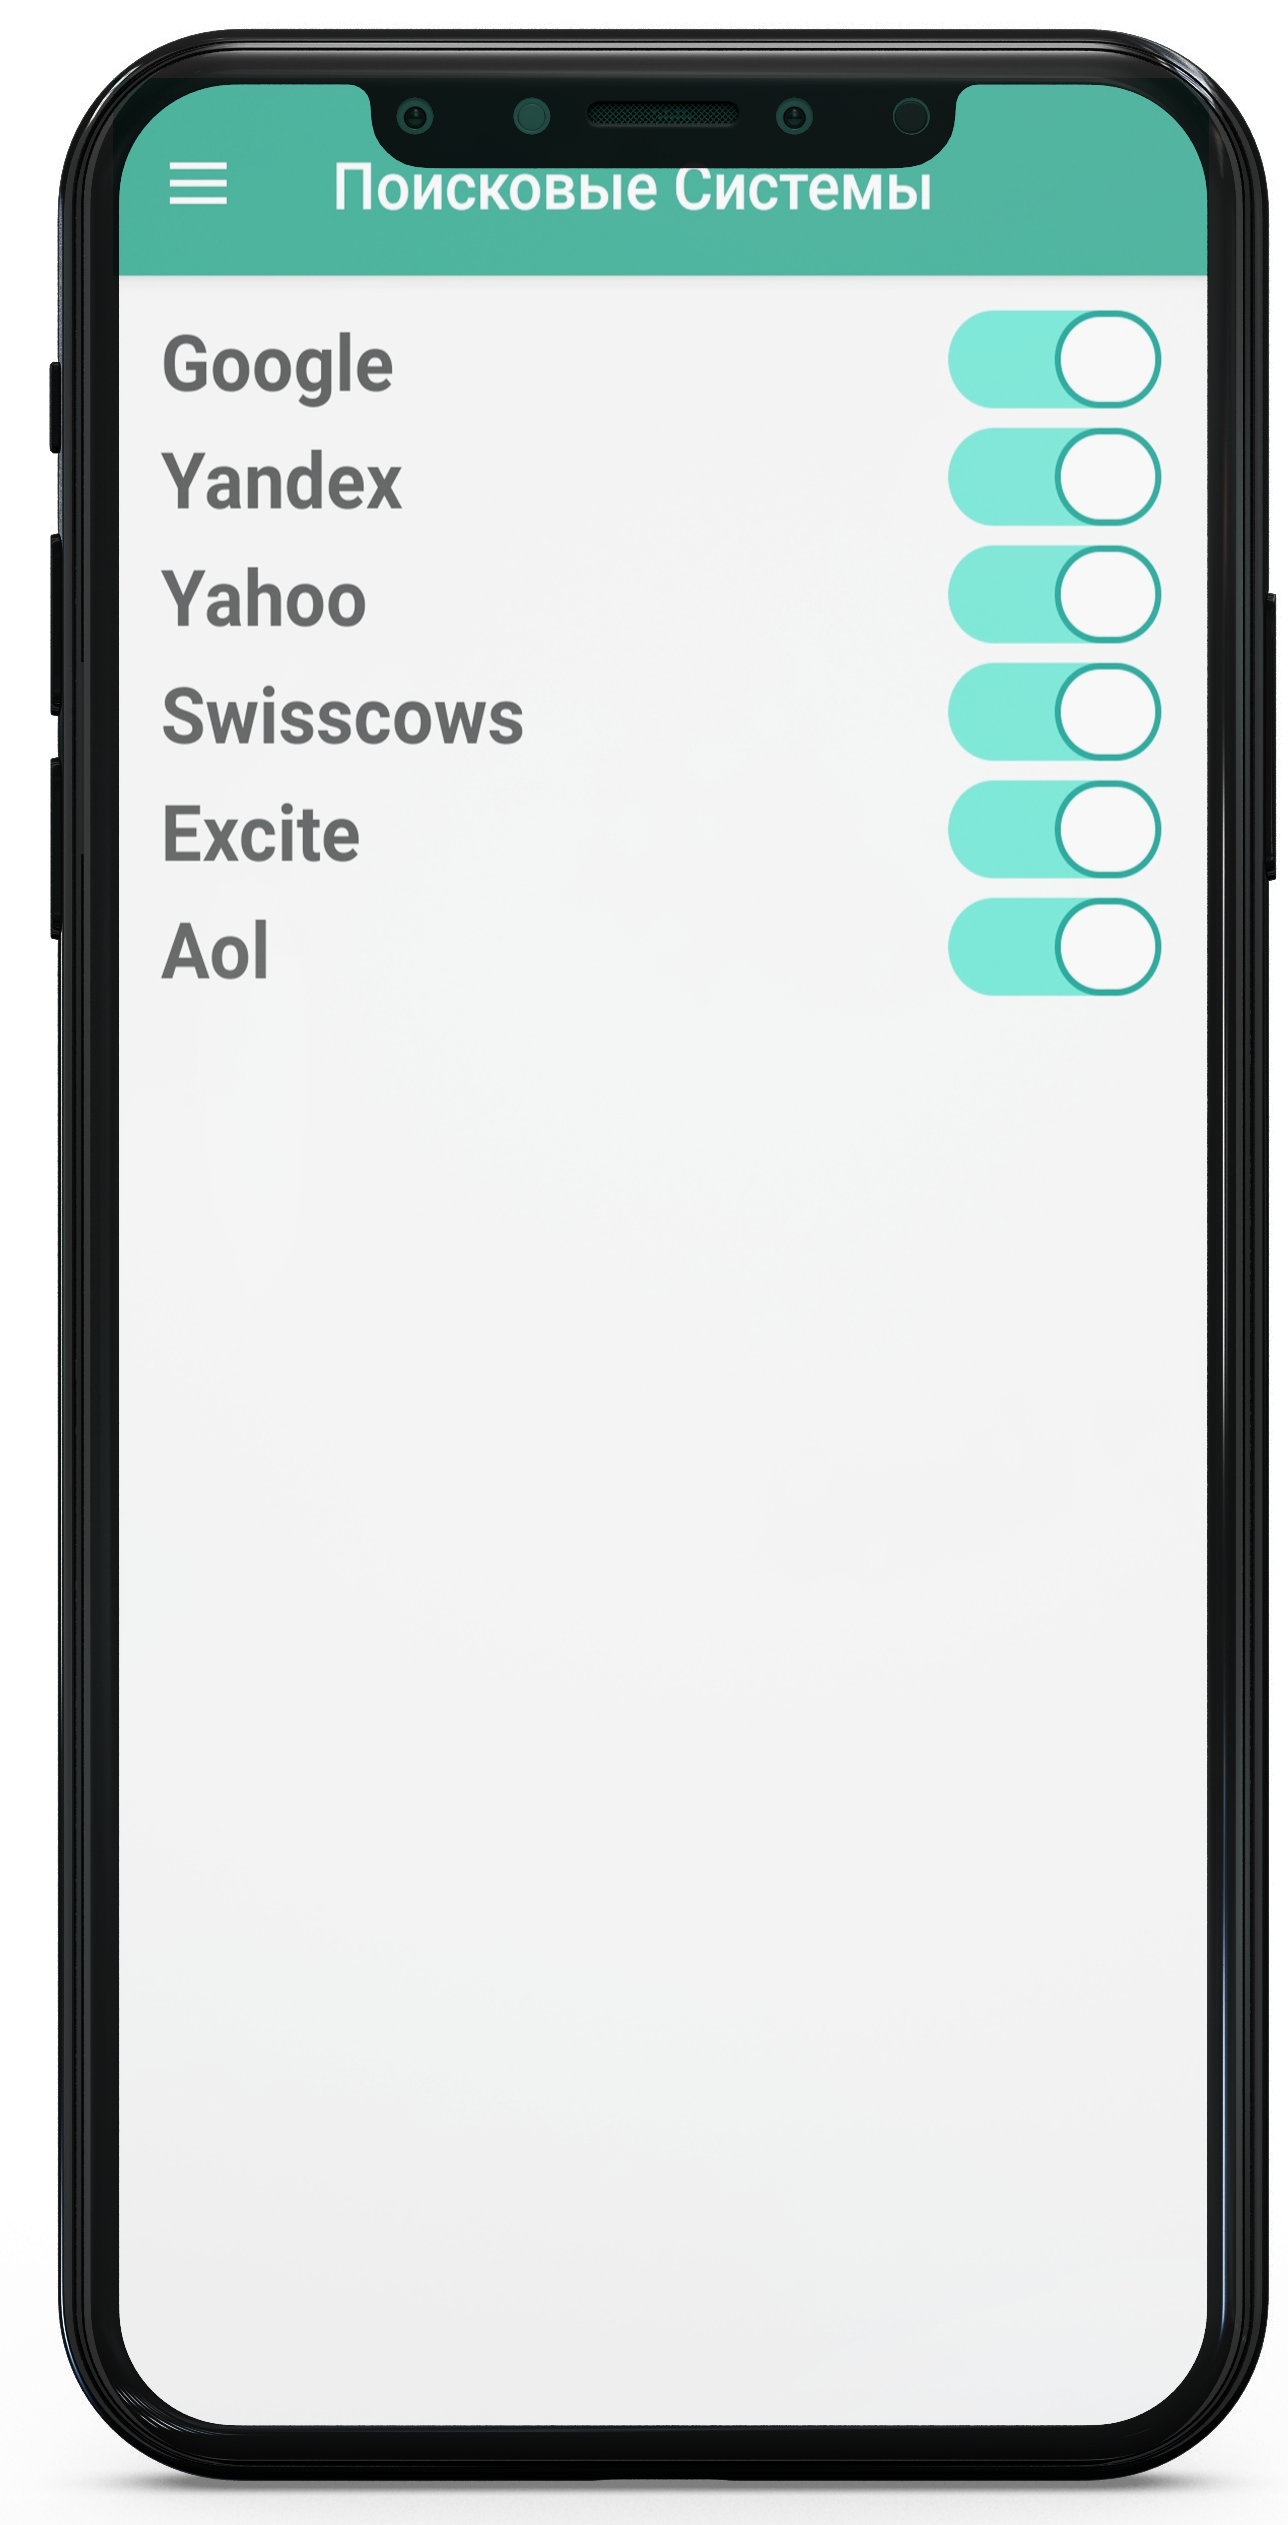 Поисковые Системы
Google
Yandex
Yahoo
Swisscows
Excite
Aol